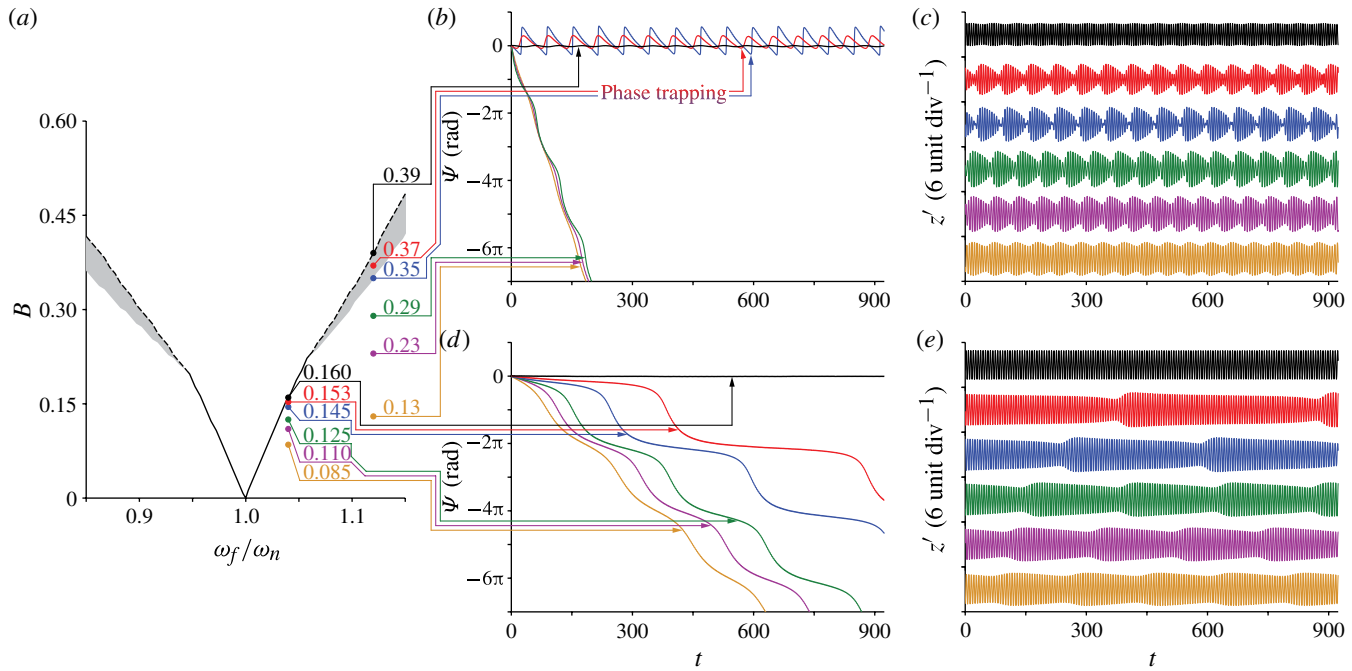 (a)
0.60
0.45
0.30
0.15
0
B
0.9
1.0
1.1
ω_f/ω_n
0.39
0.37
0.35
0.29
0.23
0.13
0.160
0.153
0.145
0.125
0.110
0.085
(b)
0
−2π
−4π
−6π
Ψ (rad)
Phase trapping
0
300
600
900
(c)
z′ (6 unit div⁻¹)
0
300
600
900
(d)
0
−2π
−4π
−6π
Ψ (rad)
0
300
600
900
t
(e)
z′ (6 unit div⁻¹)
0
300
600
900
t